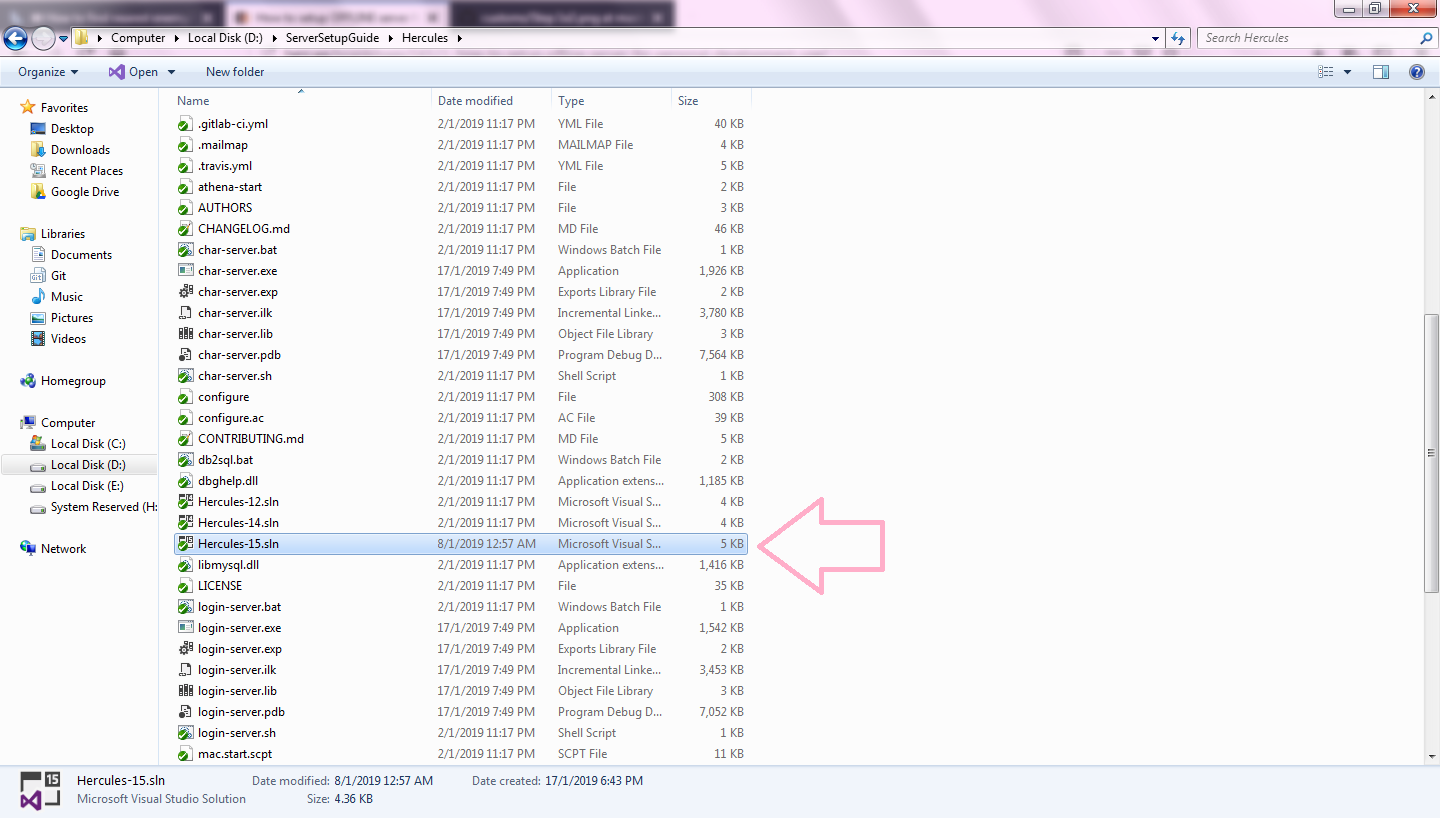 Computer Local Disk (D:) ServerSetupGuide Hercules Search Hercules
Organize Open New folder
Name Date modified Type Size
Favorites
Desktop
Downloads
Recent Places
Google Drive
Libraries
Documents
Git
Music
Pictures
Videos
Homegroup
Computer
Local Disk (C:)
Local Disk (D:)
Local Disk (E:)
System Reserved (H:
Network
.gitlab-ci.yml 2/1/2019 11:17 PM YML File 40 KB
.mailmap 2/1/2019 11:17 PM MAILMAP File 4 KB
.travis.yml 2/1/2019 11:17 PM YML File 5 KB
athena-start 2/1/2019 11:17 PM File 2 KB
AUTHORS 2/1/2019 11:17 PM File 3 KB
CHANGELOG.md 2/1/2019 11:17 PM MD File 46 KB
char-server.bat 2/1/2019 11:17 PM Windows Batch File 1 KB
char-server.exe 17/1/2019 7:49 PM Application 1,926 KB
char-server.exp 17/1/2019 7:49 PM Exports Library File 2 KB
char-server.ilk 17/1/2019 7:49 PM Incremental Linke... 3,780 KB
char-server.lib 17/1/2019 7:49 PM Object File Library 3 KB
char-server.pdb 17/1/2019 7:49 PM Program Debug D... 7,564 KB
char-server.sh 2/1/2019 11:17 PM Shell Script 1 KB
configure 2/1/2019 11:17 PM File 308 KB
configure.ac 2/1/2019 11:17 PM AC File 39 KB
CONTRIBUTING.md 2/1/2019 11:17 PM MD File 5 KB
db2sql.bat 2/1/2019 11:17 PM Windows Batch File 2 KB
dbghelp.dll 2/1/2019 11:17 PM Application extens... 1,185 KB
Hercules-12.sln 2/1/2019 11:17 PM Microsoft Visual S... 4 KB
Hercules-14.sln 2/1/2019 11:17 PM Microsoft Visual S... 4 KB
Hercules-15.sln 8/1/2019 12:57 AM Microsoft Visual S... 5 KB
libmysql.dll 2/1/2019 11:17 PM Application extens... 1,416 KB
LICENSE 2/1/2019 11:17 PM File 35 KB
login-server.bat 2/1/2019 11:17 PM Windows Batch File 1 KB
login-server.exe 17/1/2019 7:49 PM Application 1,542 KB
login-server.exp 17/1/2019 7:49 PM Exports Library File 2 KB
login-server.ilk 17/1/2019 7:49 PM Incremental Linke... 3,453 KB
login-server.lib 17/1/2019 7:49 PM Object File Library 3 KB
login-server.pdb 17/1/2019 7:49 PM Program Debug D... 7,052 KB
login-server.sh 2/1/2019 11:17 PM Shell Script 1 KB
mac.start.scpt 2/1/2019 11:17 PM SCPT File 11 KB
15 Hercules-15.sln Date modified: 8/1/2019 12:57 AM Date created: 17/1/2019 6:43 PM
Microsoft Visual Studio Solution Size: 4.36 KB